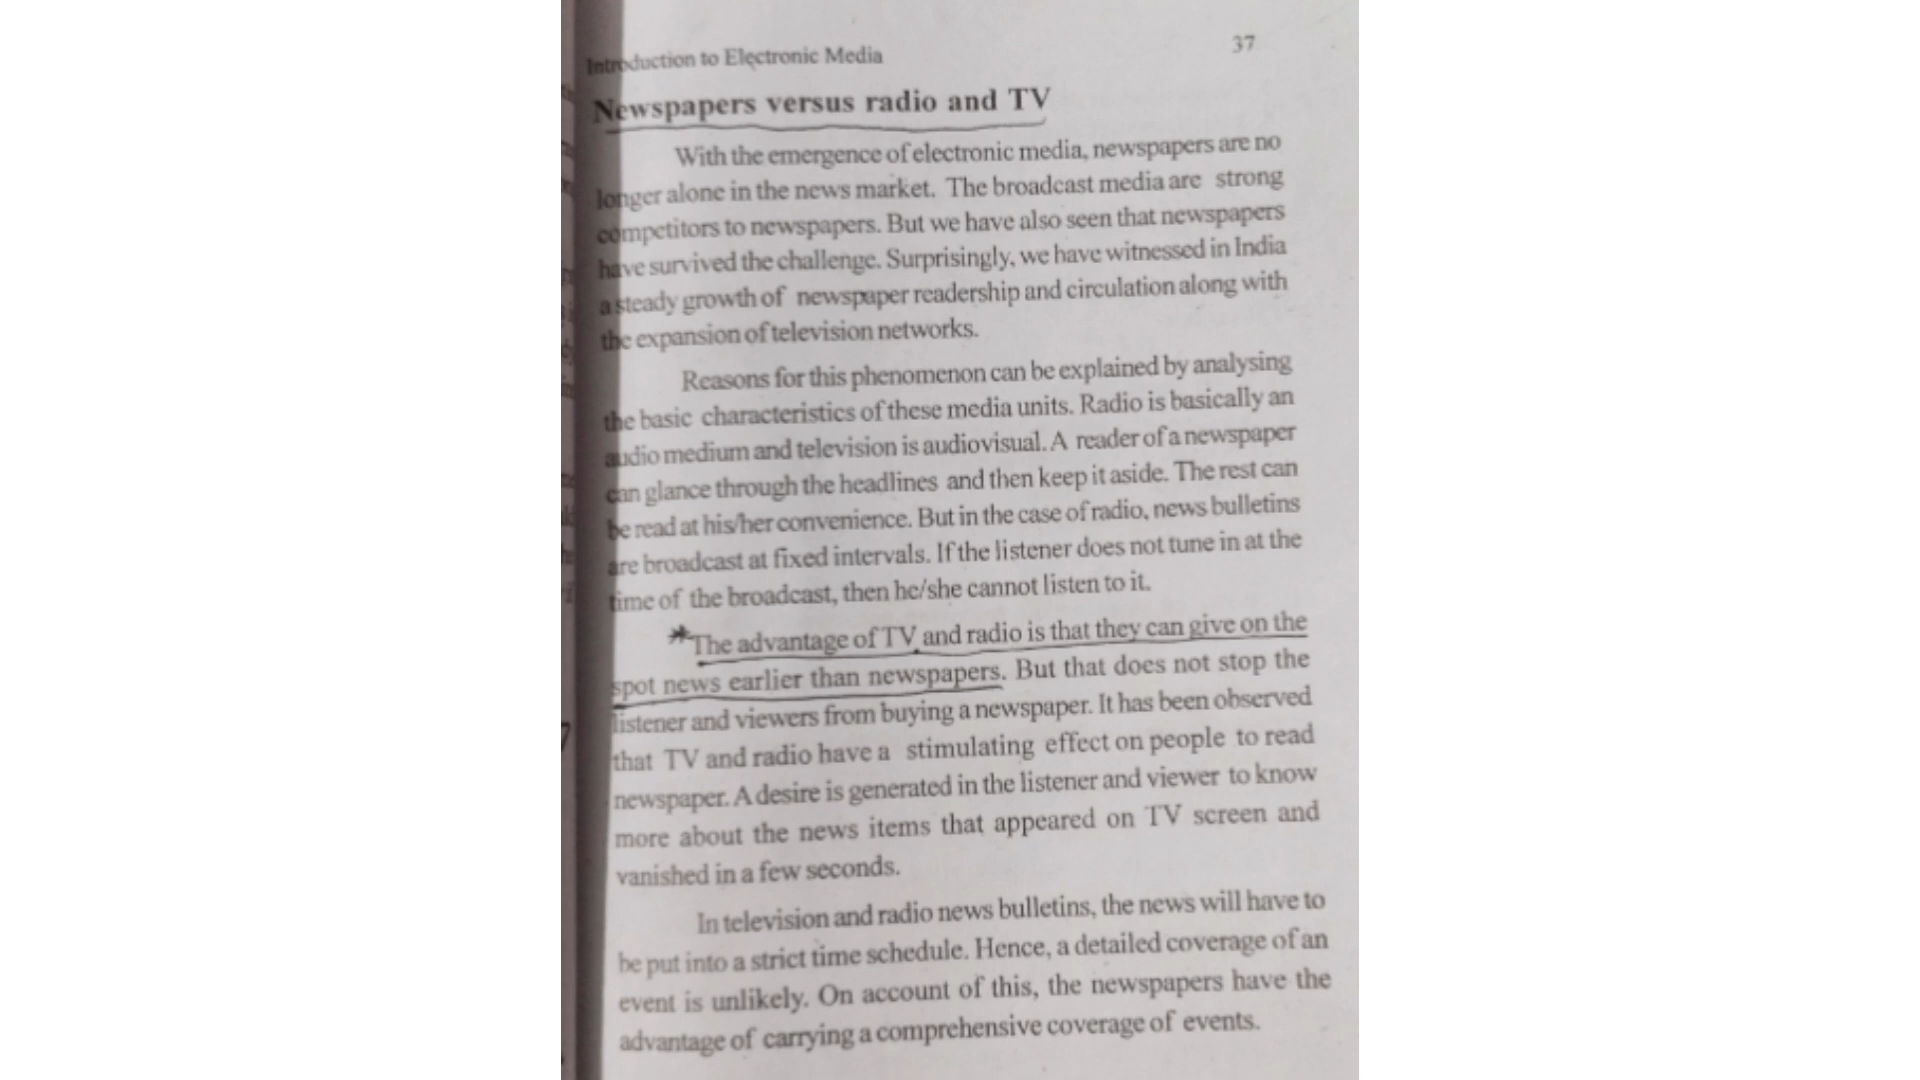 Introduction to Electronic Media
37
Newspapers versus radio and TV
With the emergence of electronic media, newspapers are no
longer alone in the news market. The broadcast media are strong
competitors to newspapers. But we have also seen that newspapers
have survived the challenge. Surprisingly, we have witnessed in India
a steady growth of newspaper readership and circulation along with
the expansion of television networks.
Reasons for this phenomenon can be explained by analysing
the basic characteristics of these media units. Radio is basically an
audio medium and television is audiovisual. A reader of a newspaper
can glance through the headlines and then keep it aside. The rest can
be read at his/her convenience. But in the case of radio, news bulletins
are broadcast at fixed intervals. If the listener does not tune in at the
time of the broadcast, then he/she cannot listen to it.
*The advantage of TV and radio is that they can give on the
spot news earlier than newspapers. But that does not stop the
listener and viewers from buying a newspaper. It has been observed
that TV and radio have a stimulating effect on people to read
newspaper. A desire is generated in the listener and viewer to know
more about the news items that appeared on TV screen and
vanished in a few seconds.
In television and radio news bulletins, the news will have to
be put into a strict time schedule. Hence, a detailed coverage of an
event is unlikely. On account of this, the newspapers have the
advantage of carrying a comprehensive coverage of events.